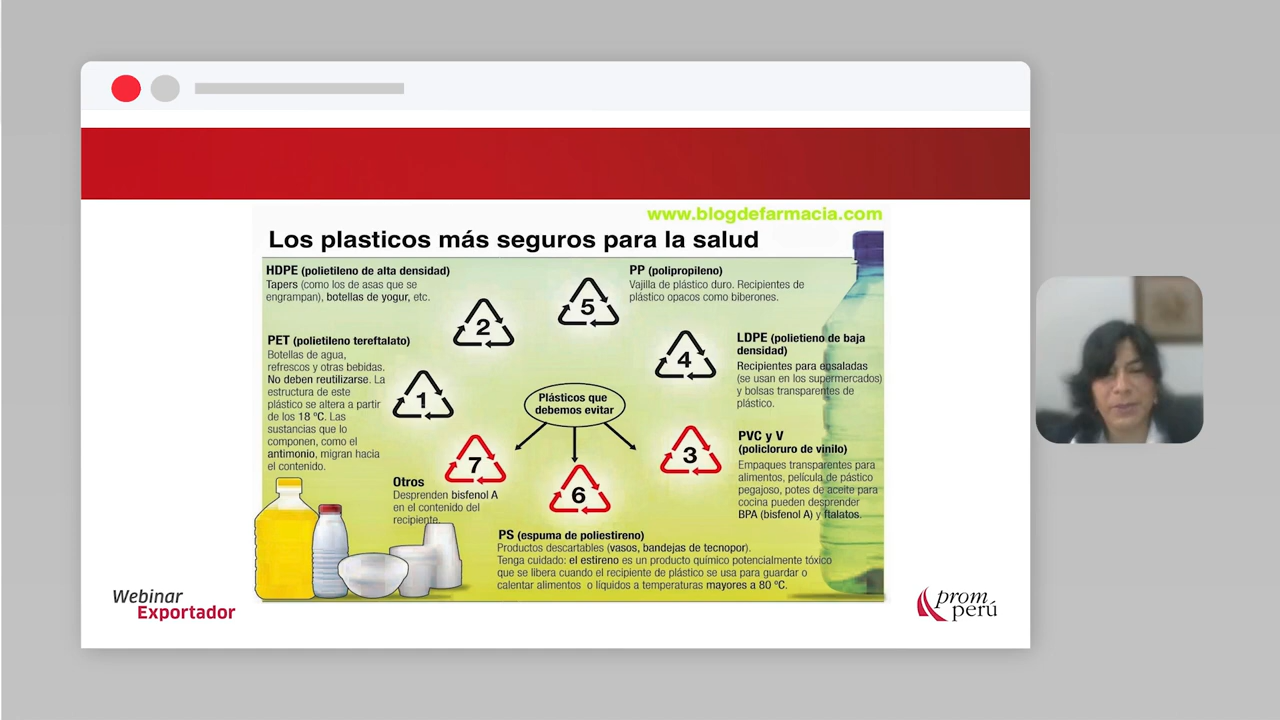 www.blogdefarmacia.com
Los plasticos más seguros para la salud
HDPE (polietileno de alta densidad)
Tapers (como los de asas que se
engrampan), botellas de yogur, etc.
2
5
PP (polipropileno)
Vajilla de plástico duro. Recipientes de
plástico opacos como biberones.
PET (polietileno tereftalato)
Botellas de agua,
refrescos y otras bebidas.
No deben reutilizarse. La
estructura de este
plástico se altera a partir
de los 18 ºC. Las
sustancias que lo
componen, como el
antimonio, migran hacia
el contenido.
1
4
LDPE (polietieno de baja
densidad)
Recipientes para ensaladas
(se usan en los supermercados)
y bolsas transparentes de
plástico.
Plásticos que
debemos evitar
7
Otros
Desprenden bisfenol A
en el contenido del
recipiente.
6
3
PVC y V
(policloruro de vinilo)
Empaques transparentes para
alimentos, película de pástico
pegajoso, potes de aceite para
cocina pueden desprender
BPA (bisfenol A) y ftalatos.
PS (espuma de poliestireno)
Productos descartables (vasos, bandejas de tecnopor).
Tenga cuidado: el estireno es un producto químico potencialmente tóxico
que se libera cuando el recipiente de plástico se usa para guardar o
calentar alimentos o líquidos a temperaturas mayores a 80 ºC.
Webinar
Exportador
prom
perú